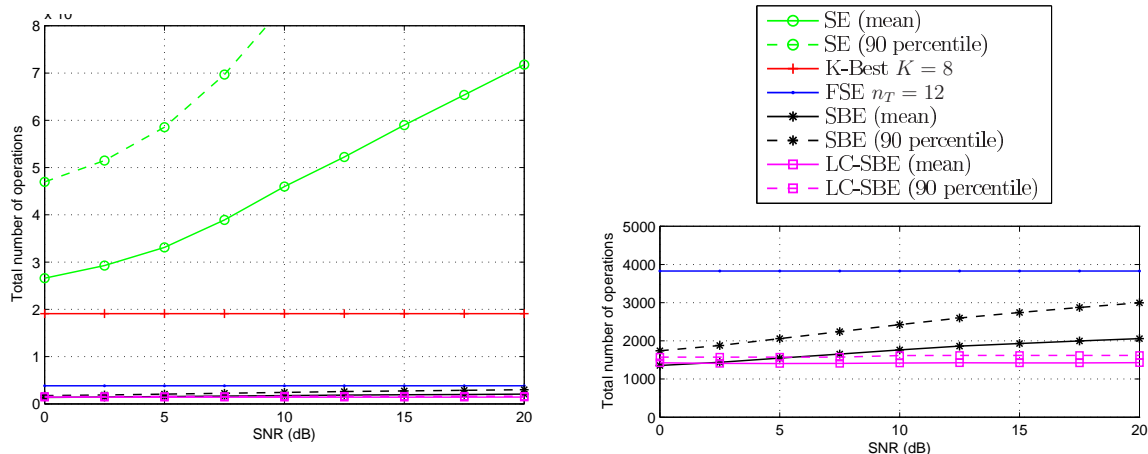 8
7
6
5
4
3
2
1
0
Total number of operations
0 5 10 15 20
SNR (dB)
SE (mean)
SE (90 percentile)
K-Best K = 8
FSE n_T = 12
SBE (mean)
SBE (90 percentile)
LC-SBE (mean)
LC-SBE (90 percentile)
5000
4000
3000
2000
1000
0
Total number of operations
0 5 10 15 20
SNR (dB)